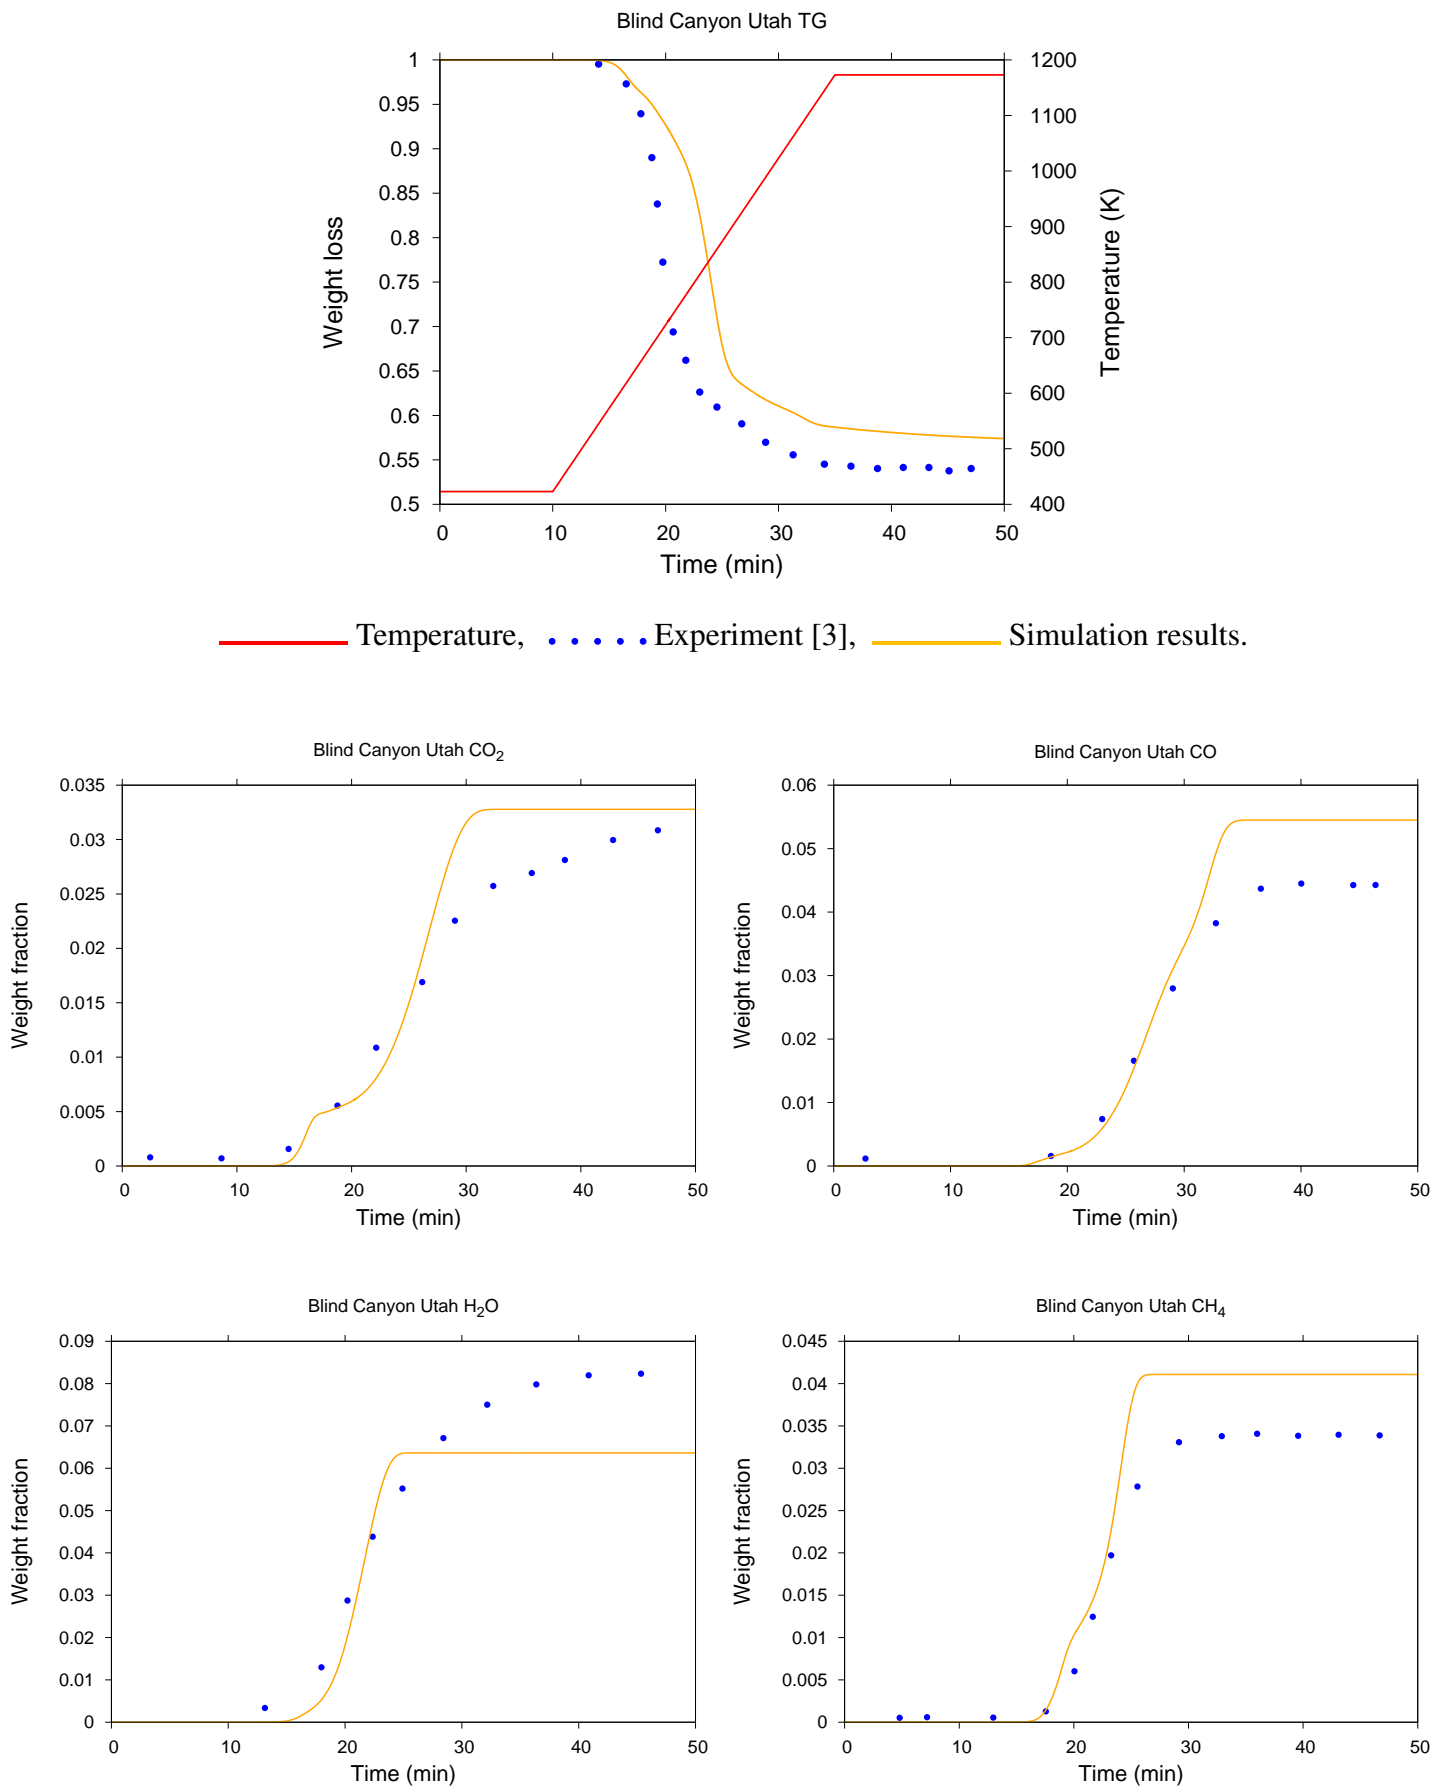 Blind Canyon Utah TG
1
0.95
0.9
0.85
0.8
0.75
0.7
0.65
0.6
0.55
0.5
Weight loss
1200
1100
1000
900
800
700
600
500
400
Temperature (K)
0 10 20 30 40 50
Time (min)
Temperature, Experiment [3], Simulation results.
Blind Canyon Utah CO2
0.035
0.03
0.025
0.02
0.015
0.01
0.005
0
Weight fraction
0 10 20 30 40 50
Time (min)
Blind Canyon Utah CO
0.06
0.05
0.04
0.03
0.02
0.01
0
Weight fraction
0 10 20 30 40 50
Time (min)
Blind Canyon Utah H2O
0.09
0.08
0.07
0.06
0.05
0.04
0.03
0.02
0.01
0
Weight fraction
0 10 20 30 40 50
Time (min)
Blind Canyon Utah CH4
0.045
0.04
0.035
0.03
0.025
0.02
0.015
0.01
0.005
0
Weight fraction
0 10 20 30 40 50
Time (min)